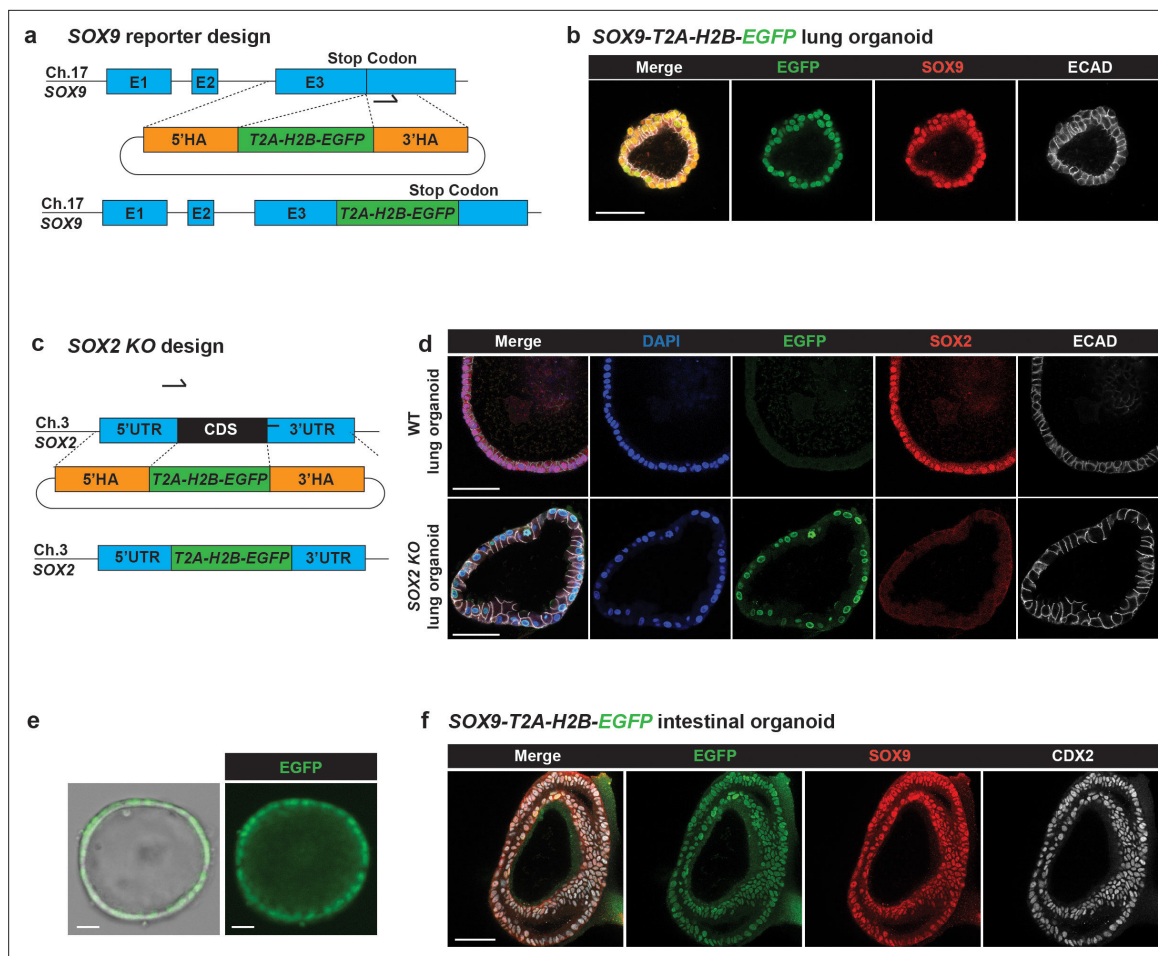 a SOX9 reporter design
Stop Codon
Ch.17
SOX9
E1
E2
E3
5'HA
T2A-H2B-EGFP
3'HA
Stop Codon
Ch.17
SOX9
E1
E2
E3
T2A-H2B-EGFP
b SOX9-T2A-H2B-EGFP lung organoid
Merge
EGFP
SOX9
ECAD
c SOX2 KO design
Ch.3
SOX2
5'UTR
CDS
3'UTR
5'HA
T2A-H2B-EGFP
3'HA
Ch.3
SOX2
5'UTR
T2A-H2B-EGFP
3'UTR
d
Merge
DAPI
EGFP
SOX2
ECAD
WT
lung organoid
SOX2 KO
lung organoid
e
EGFP
f SOX9-T2A-H2B-EGFP intestinal organoid
Merge
EGFP
SOX9
CDX2